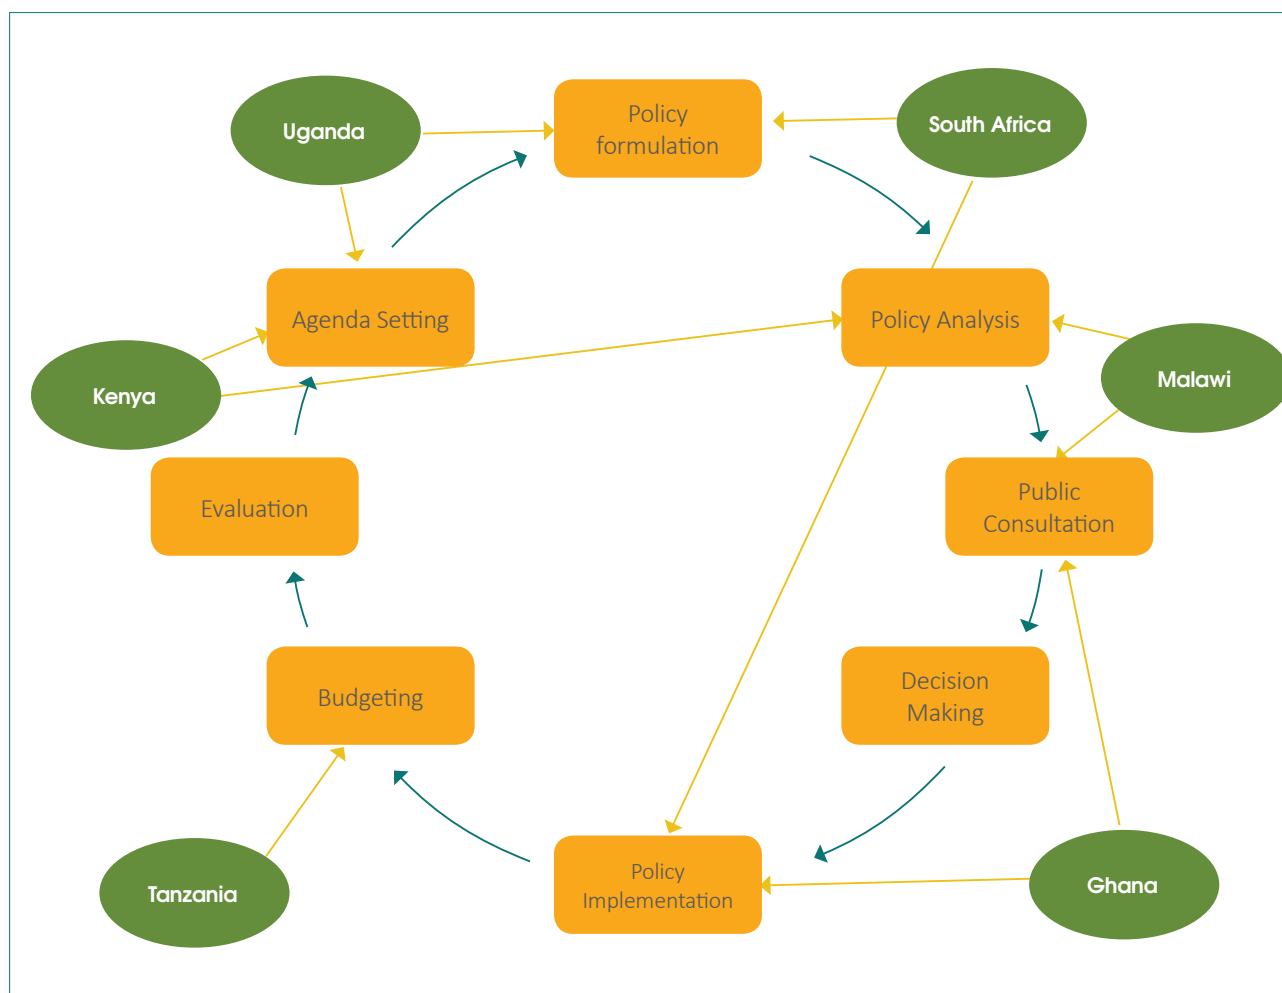 Uganda
Policy
formulation
South Africa
Agenda Setting
Policy Analysis
Kenya
Malawi
Evaluation
Public
Consultation
Budgeting
Decision
Making
Tanzania
Policy
Implementation
Ghana